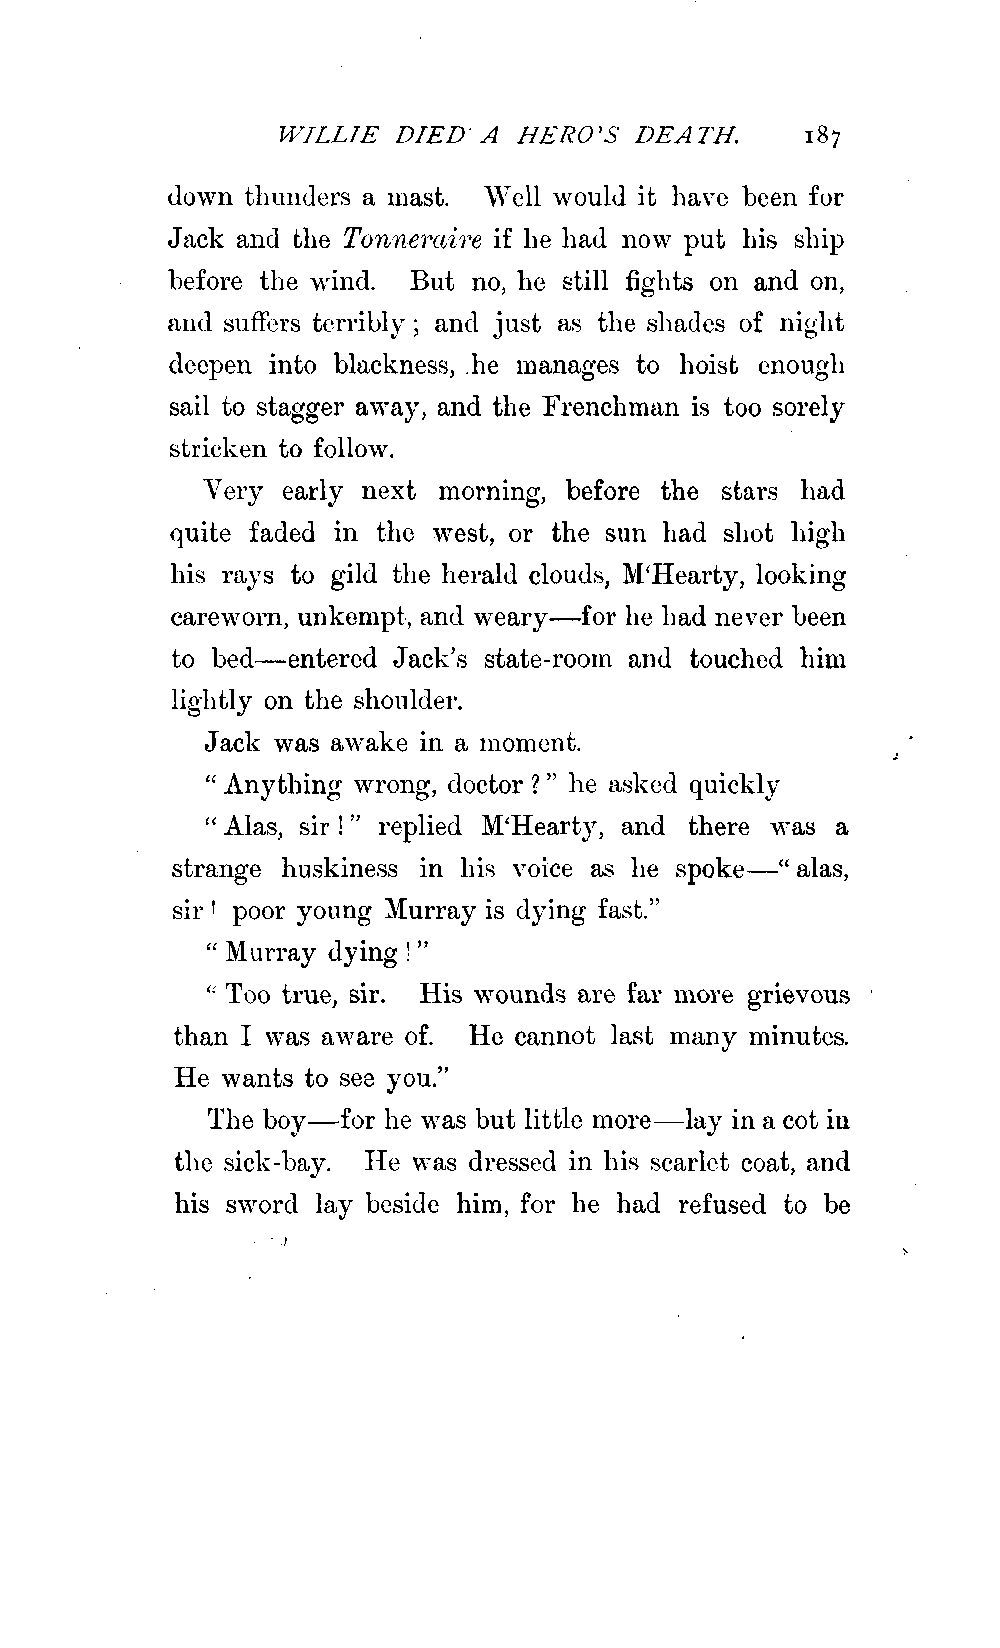 WILLIE DIED A HERO'S DEATH. 187
down thunders a mast. Well would it have been for
Jack and the Tonneraire if he had now put his ship
before the wind. But no, he still fights on and on,
and suffers terribly; and just as the shades of night
deepen into blackness, he manages to hoist enough
sail to stagger away, and the Frenchman is too sorely
stricken to follow.
Very early next morning, before the stars had
quite faded in the west, or the sun had shot high
his rays to gild the herald clouds, M'Hearty, looking
careworn, unkempt, and weary—for he had never been
to bed—entered Jack's state-room and touched him
lightly on the shoulder.
Jack was awake in a moment.
"Anything wrong, doctor?" he asked quickly
"Alas, sir!" replied M'Hearty, and there was a
strange huskiness in his voice as he spoke—"alas,
sir! poor young Murray is dying fast."
"Murray dying!"
"Too true, sir. His wounds are far more grievous
than I was aware of. He cannot last many minutes.
He wants to see you."
The boy—for he was but little more—lay in a cot in
the sick-bay. He was dressed in his scarlet coat, and
his sword lay beside him, for he had refused to be